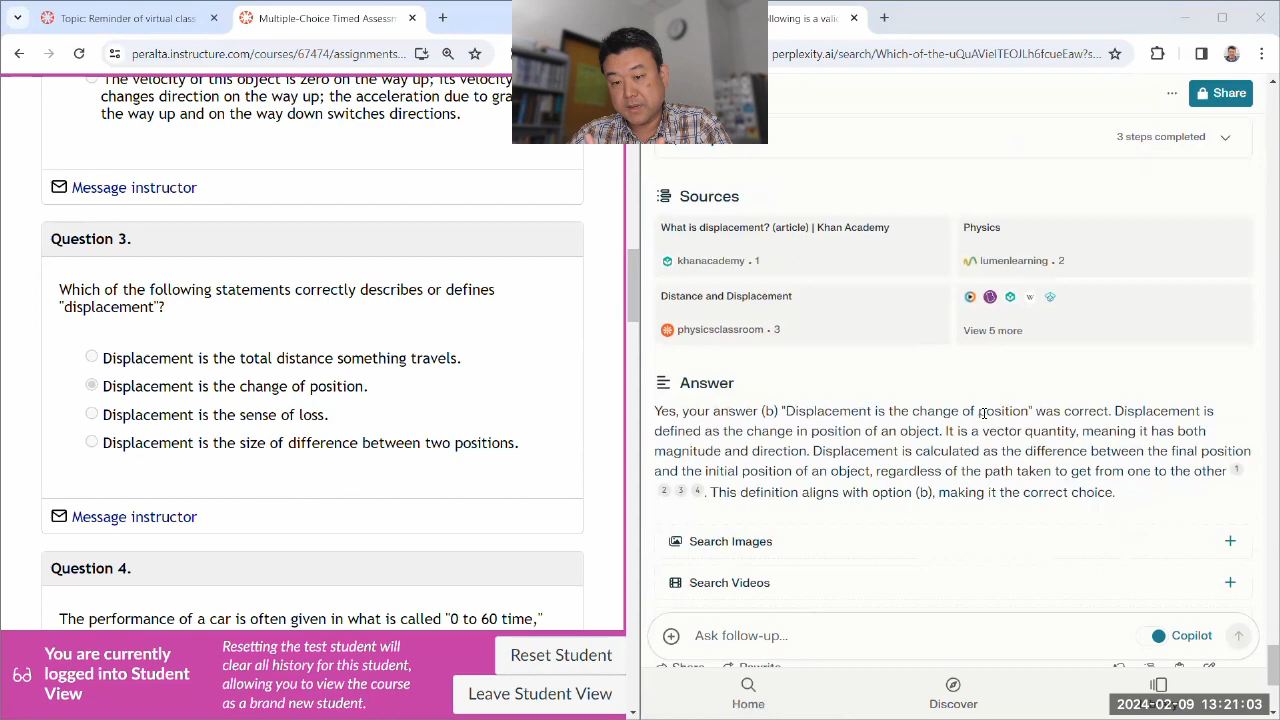 Topic Reminder of virtual class
Multiple-Choice Timed Assessm
ollowing is a valid
peralta.instructure.com/courses/67474/assignments...
perplexity.ai/search/Which-of-the-uQuAVielTEOJLh6frueFaw?s...
The velocity of this object is zero on the way up; its velocity
changes direction on the way up; the acceleration due to gra
the way up and on the way down switches directions.
Message instructor
Question 3.
Which of the following statements correctly describes or defines
"displacement"?
Displacement is the total distance something travels.
Displacement is the change of position.
Displacement is the sense of loss.
Displacement is the size of difference between two positions.
Message instructor
Question 4.
The performance of a car is often given in what is called "0 to 60 time,"
You are currently
logged into Student
View
Resetting the test student will
clear all history for this student,
allowing you to view the course
as a brand new student.
Reset Student
Leave Student View
Share
3 steps completed
Sources
What is displacement? (article) | Khan Academy
khanacademy · 1
Physics
lumenlearning · 2
Distance and Displacement
physicsclassroom · 3
View 5 more
Answer
Yes, your answer (b) "Displacement is the change of position" was correct. Displacement is
defined as the change in position of an object. It is a vector quantity, meaning it has both
magnitude and direction. Displacement is calculated as the difference between the final position
and the initial position of an object, regardless of the path taken to get from one to the other 1
2 3 4 . This definition aligns with option (b), making it the correct choice.
Search Images
Search Videos
Ask follow-up...
Copilot
Share
Rewrite
Home
Discover
2024-02-09 13:21:03